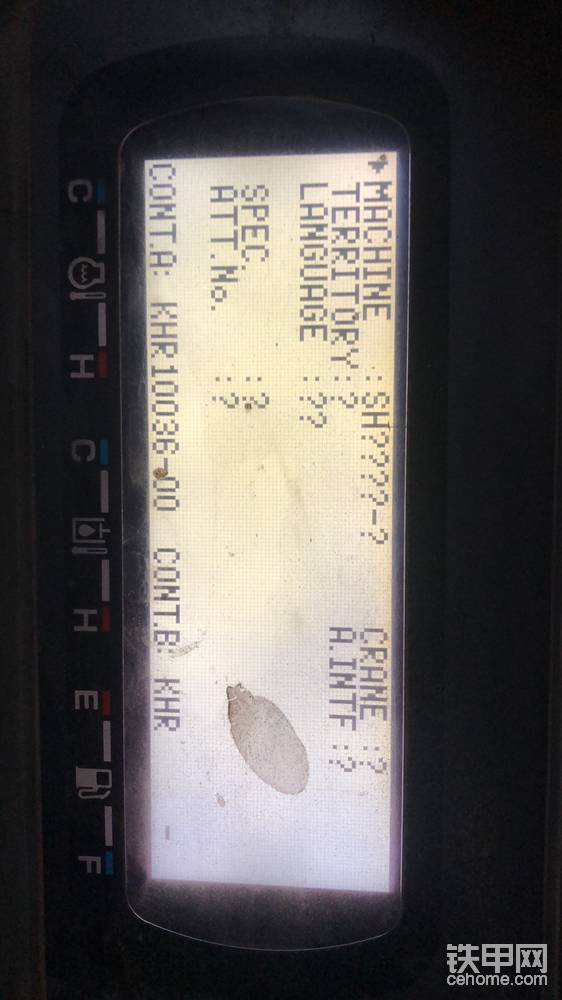 MACHINE :SH????-? CRANE :?
TERRITORY:? A.INTF :?
LANGUAGE :??
SPEC. :?
ATT.No. :?
CONT.A: KHR10036-00 CONT.B: KHR -
C H C H E F
铁甲网
cehome.com